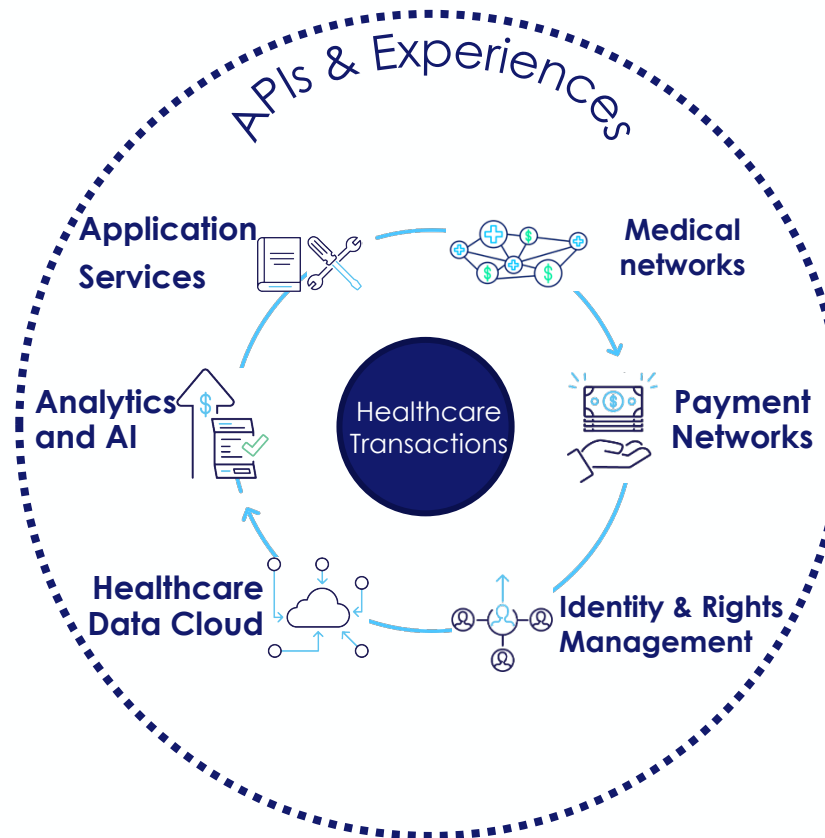 APIs & Experiences
Application
Services
Medical
networks
Analytics
and AI
$
Healthcare
Transactions
Payment
Networks
Healthcare
Data Cloud
Identity & Rights
Management